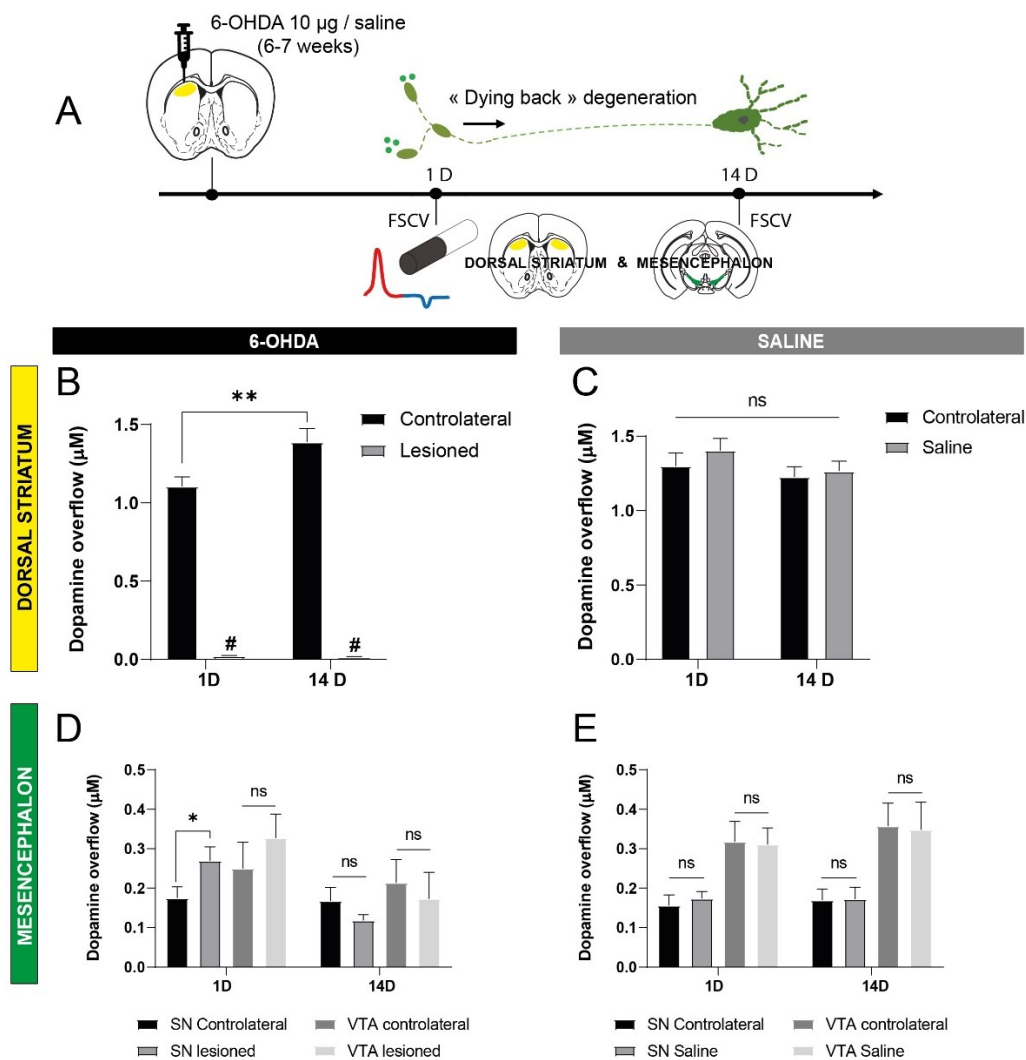 6-OHDA 10 µg / saline
(6-7 weeks)
A
« Dying back » degeneration
1 D
14 D
FSCV
FSCV
DORSAL STRIATUM & MESENCEPHALON
6-OHDA
SALINE
DORSAL STRIATUM
B
**
Controlateral
Lesioned
Dopamine overflow (µM)
1.5
1.0
0.5
0.0
#
#
1D
14 D
C
ns
Controlateral
Saline
Dopamine overflow (µM)
1.5
1.0
0.5
0.0
1D
14 D
MESENCEPHALON
D
Dopamine overflow (µM)
0.5
0.4
0.3
0.2
0.1
0.0
*
ns
ns
ns
1D
14D
SN Controlateral
VTA controlateral
SN lesioned
VTA lesioned
E
Dopamine overflow (µM)
0.5
0.4
0.3
0.2
0.1
0.0
ns
ns
ns
ns
1D
14D
SN Controlateral
VTA controlateral
SN Saline
VTA Saline